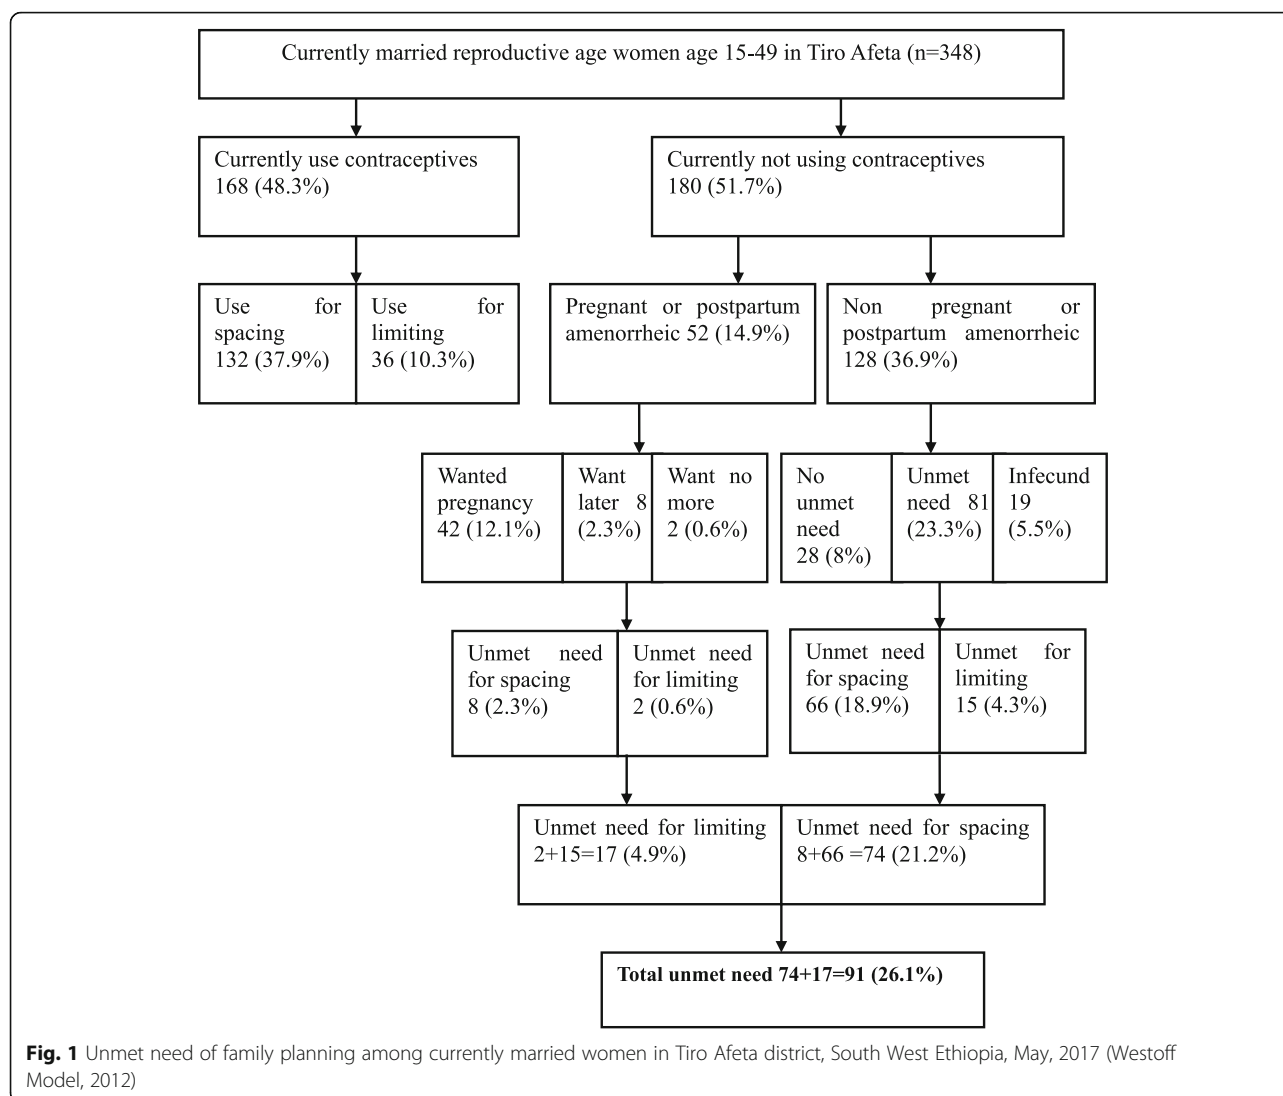 Currently married reproductive age women age 15-49 in Tiro Afeta (n=348)
Currently use contraceptives
168 (48.3%)
Currently not using contraceptives
180 (51.7%)
Use for
spacing
132 (37.9%)
Use for
limiting
36 (10.3%)
Pregnant or postpartum
amenorrheic 52 (14.9%)
Non pregnant or
postpartum amenorrheic
128 (36.9%)
Wanted
pregnancy
42 (12.1%)
Want
later 8
(2.3%)
Want no
more
2 (0.6%)
No
unmet
need
28 (8%)
Unmet
need 81
(23.3%)
Infecund
19
(5.5%)
Unmet need
for spacing
8 (2.3%)
Unmet need
for limiting
2 (0.6%)
Unmet need
for spacing
66 (18.9%)
Unmet for
limiting
15 (4.3%)
Unmet need for limiting
2+15=17 (4.9%)
Unmet need for spacing
8+66 =74 (21.2%)
Total unmet need 74+17=91 (26.1%)
Fig. 1 Unmet need of family planning among currently married women in Tiro Afeta district, South West Ethiopia, May, 2017 (Westoff
Model, 2012)